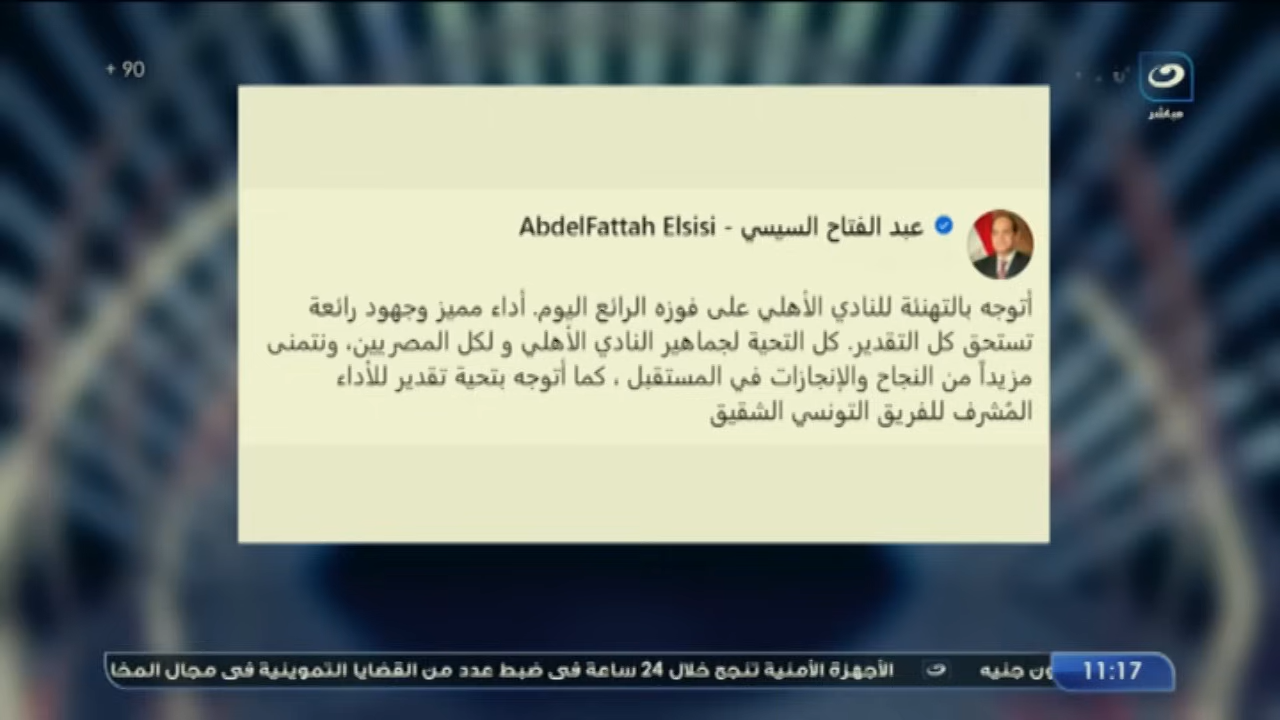 + 90
مباشر
عبد الفتاح السيسي - AbdelFattah Elsisi
أتوجه بالتهنئة للنادي الأهلي على فوزه الرائع اليوم. أداء مميز وجهود رائعة
تستحق كل التقدير. كل التحية لجماهير النادي الأهلي و لكل المصريين، ونتمنى
مزيداً من النجاح والإنجازات في المستقبل ، كما أتوجه بتحية تقدير للأداء
المُشرف للفريق التونسي الشقيق
11:17 ون جنيه الأجهزة الأمنية تنجح خلال 24 ساعة فى ضبط عدد من القضايا التموينية فى مجال المخا